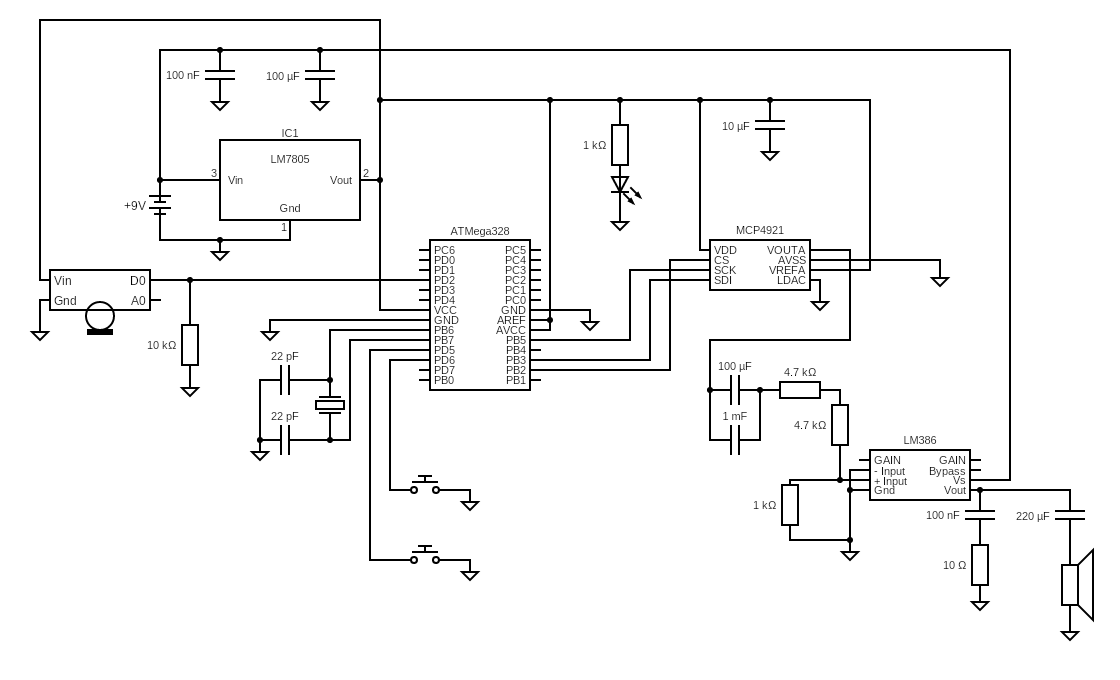 100 nF
100 µF
IC1
LM7805
3
Vin
Vout
2
Gnd
1
+9V
1 kΩ
10 µF
Vin
D0
Gnd
A0
10 kΩ
ATMega328
PC6
PD0
PD1
PD2
PD3
PD4
VCC
GND
PB6
PB7
PD5
PD6
PD7
PB0
PC5
PC4
PC3
PC2
PC1
PC0
GND
AREF
AVCC
PB5
PB4
PB3
PB2
PB1
MCP4921
VDD
CS
SCK
SDI
VOUTA
AVSS
VREFA
LDAC
22 pF
22 pF
100 µF
1 mF
4.7 kΩ
4.7 kΩ
1 kΩ
LM386
GAIN
- Input
+ Input
Gnd
GAIN
Bypass
Vs
Vout
100 nF
220 µF
10 Ω